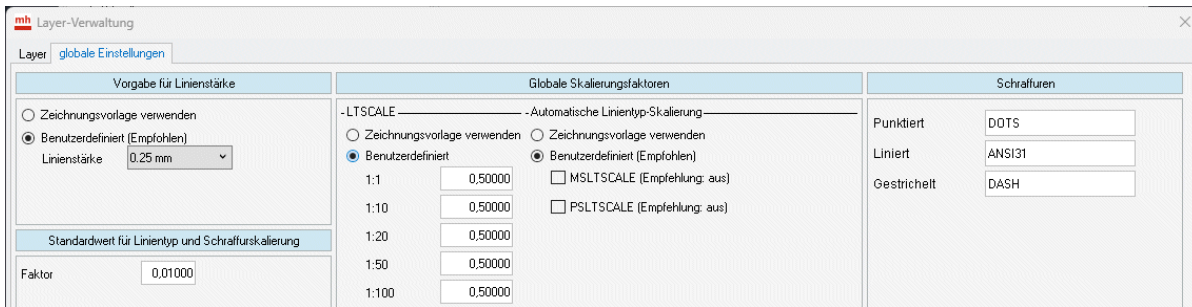 mh Layer-Verwaltung
Layer globale Einstellungen
Vorgabe für Linienstärke
Zeichnungsvorlage verwenden
Benutzerdefiniert (Empfohlen)
Linienstärke 0.25 mm
Standardwert für Linientyp und Schraffurskalierung
Faktor 0,01000
Globale Skalierungsfaktoren
LTSCALE
Zeichnungsvorlage verwenden
Benutzerdefiniert
1:1 0,50000
1:10 0,50000
1:20 0,50000
1:50 0,50000
1:100 0,50000
Automatische Linientyp-Skalierung
Zeichnungsvorlage verwenden
Benutzerdefiniert (Empfohlen)
MSLTSCALE (Empfehlung: aus)
PSLTSCALE (Empfehlung: aus)
Schraffuren
Punktiert DOTS
Liniert ANSI31
Gestrichelt DASH